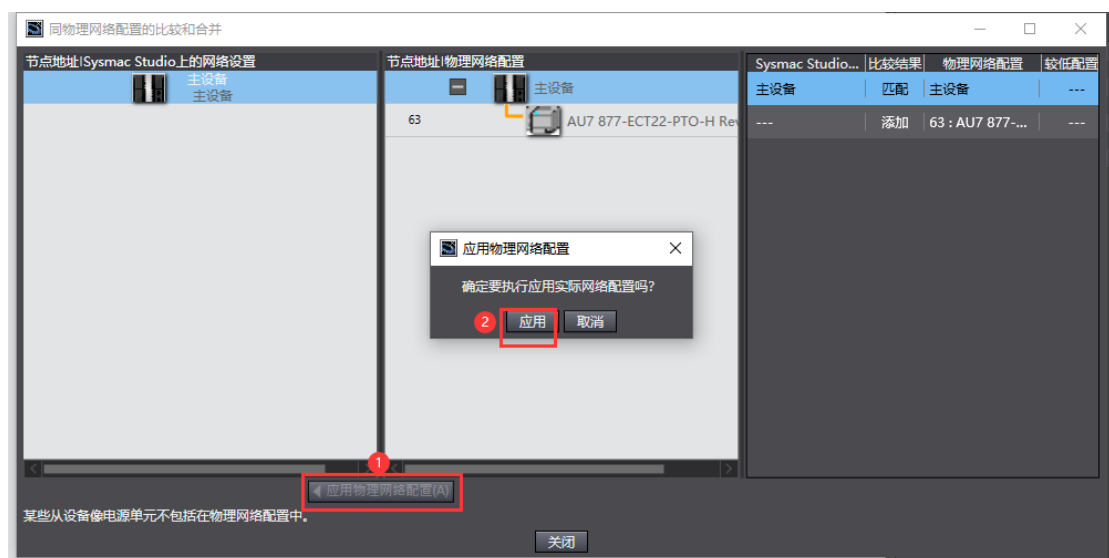 同物理网络配置的比较和合并
节点地址|Sysmac Studio上的网络设置
主设备
主设备
节点地址|物理网络配置
主设备
63 AU7 877-ECT22-PTO-H Rev
Sysmac Studio... 比较结果 物理网络配置 较低配置
主设备 匹配 主设备 ---
--- 添加 63 : AU7 877-... ---
应用物理网络配置
确定要执行应用实际网络配置吗?
2 应用 取消
1
应用物理网络配置(A)
某些从设备像电源单元不包括在物理网络配置中。
关闭